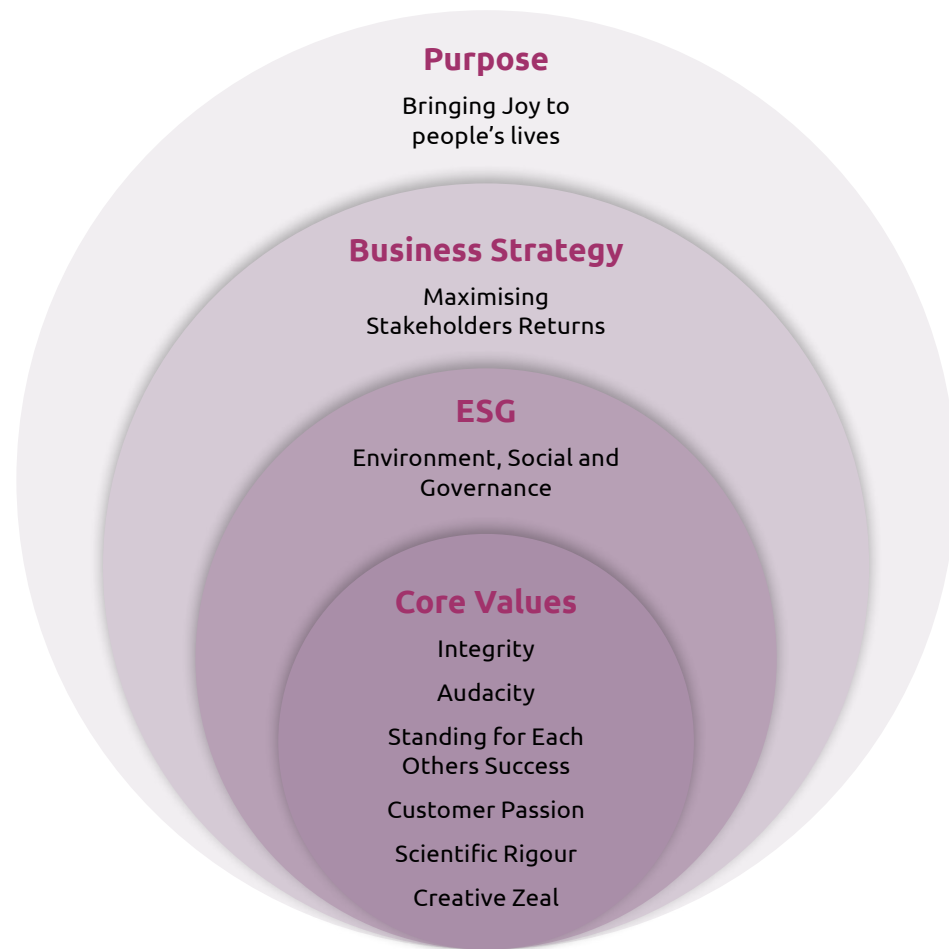 Purpose
Bringing Joy to
people’s lives
Business Strategy
Maximising
Stakeholders Returns
ESG
Environment, Social and
Governance
Core Values
Integrity
Audacity
Standing for Each
Others Success
Customer Passion
Scientific Rigour
Creative Zeal